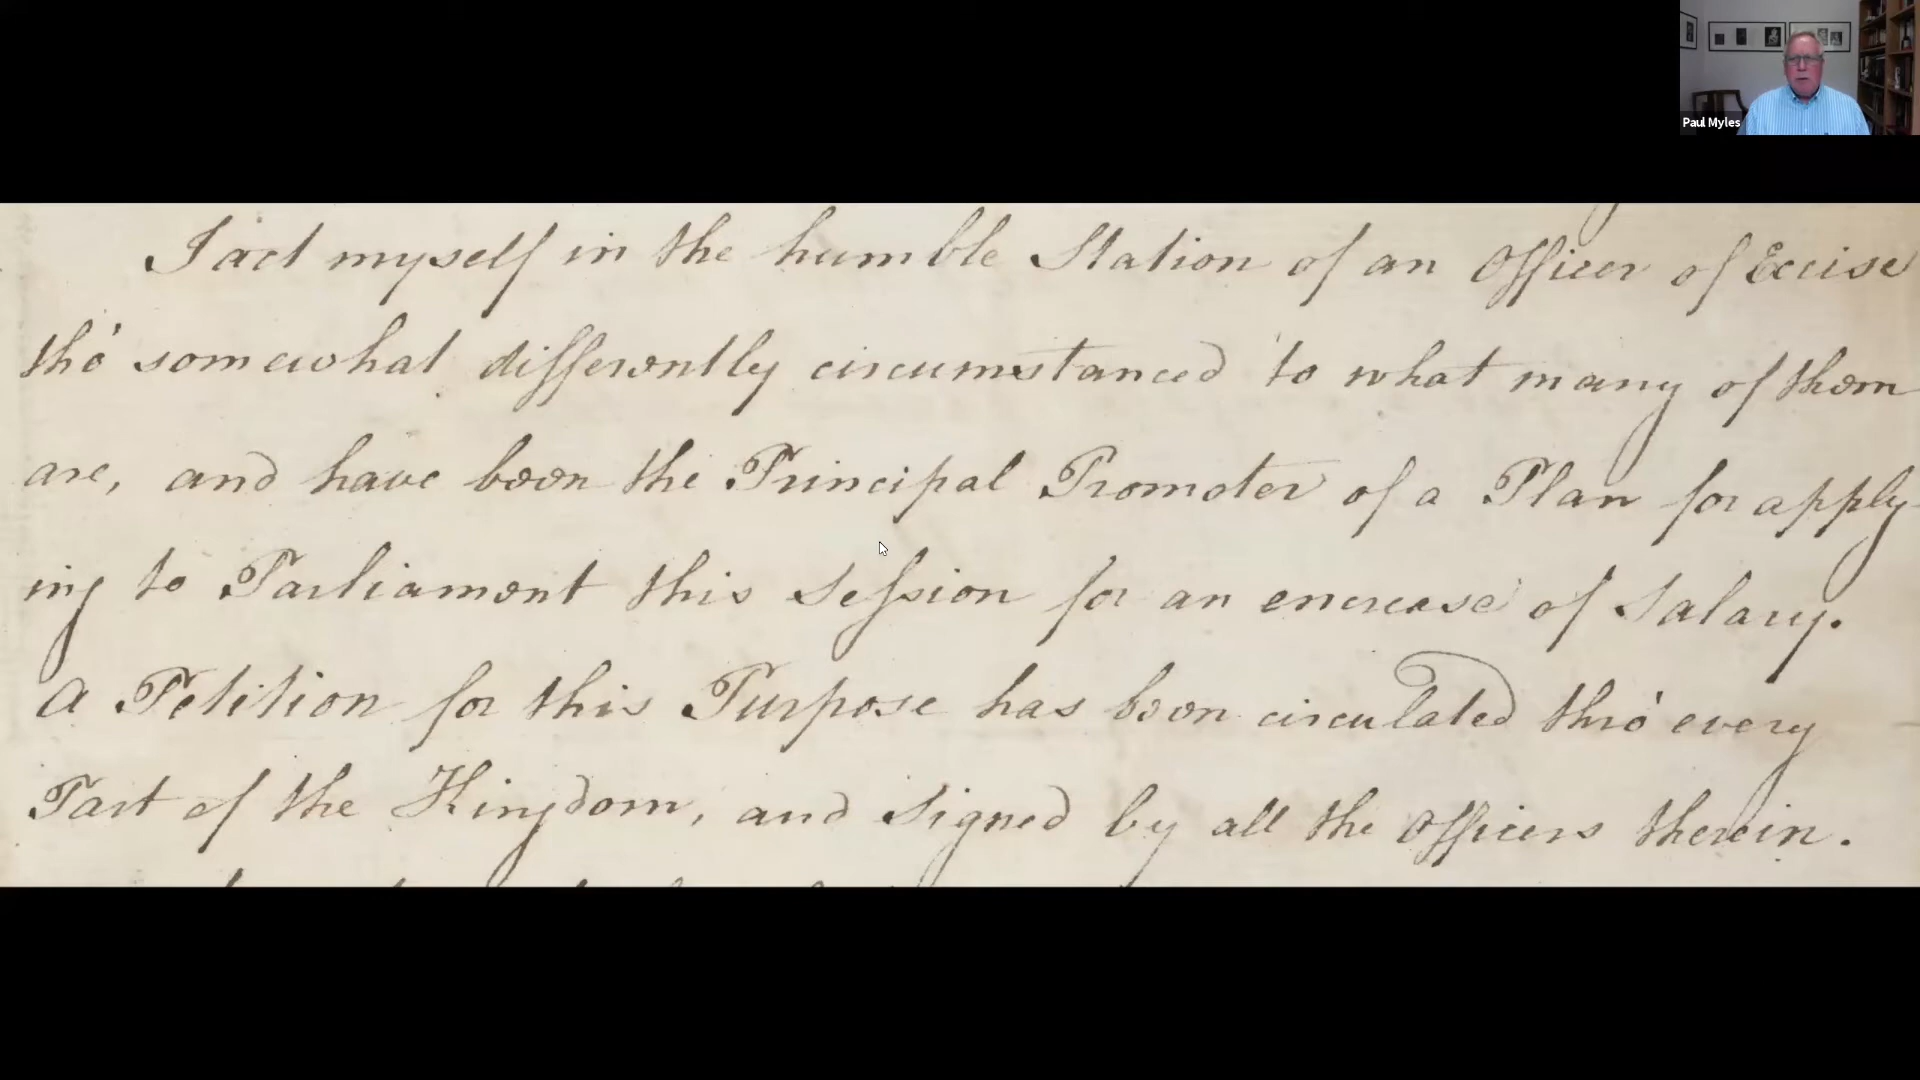 Paul Myles
I act myself in the humble Station of an Officer of Excise
tho' somewhat differently circumstanced to what many of them
are, and have been the Principal Promoter of a Plan for apply-
ing to Parliament this Session for an encrease of Salary.
A Petition for this Purpose has been circulated thro' every
Part of the Kingdom, and signed by all the Officers therein.